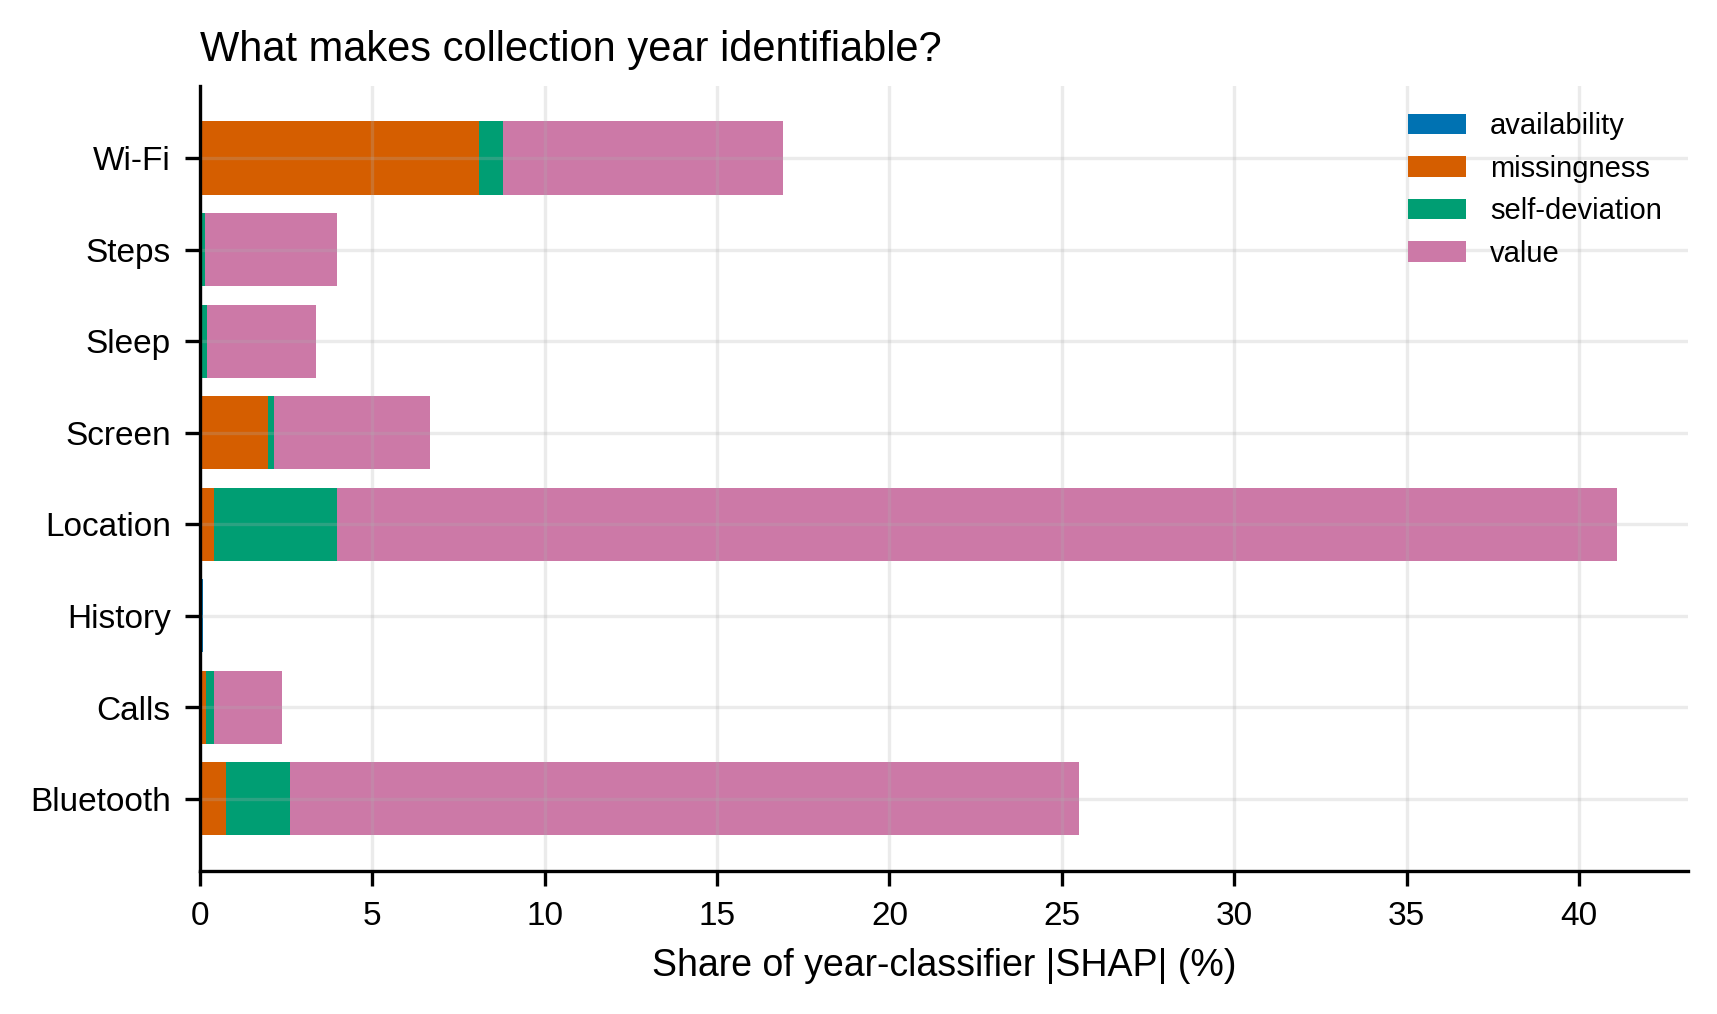 What makes collection year identifiable?
availability
missingness
self-deviation
value
Wi-Fi
Steps
Sleep
Screen
Location
History
Calls
Bluetooth
0 5 10 15 20 25 30 35 40
Share of year-classifier |SHAP| (%)